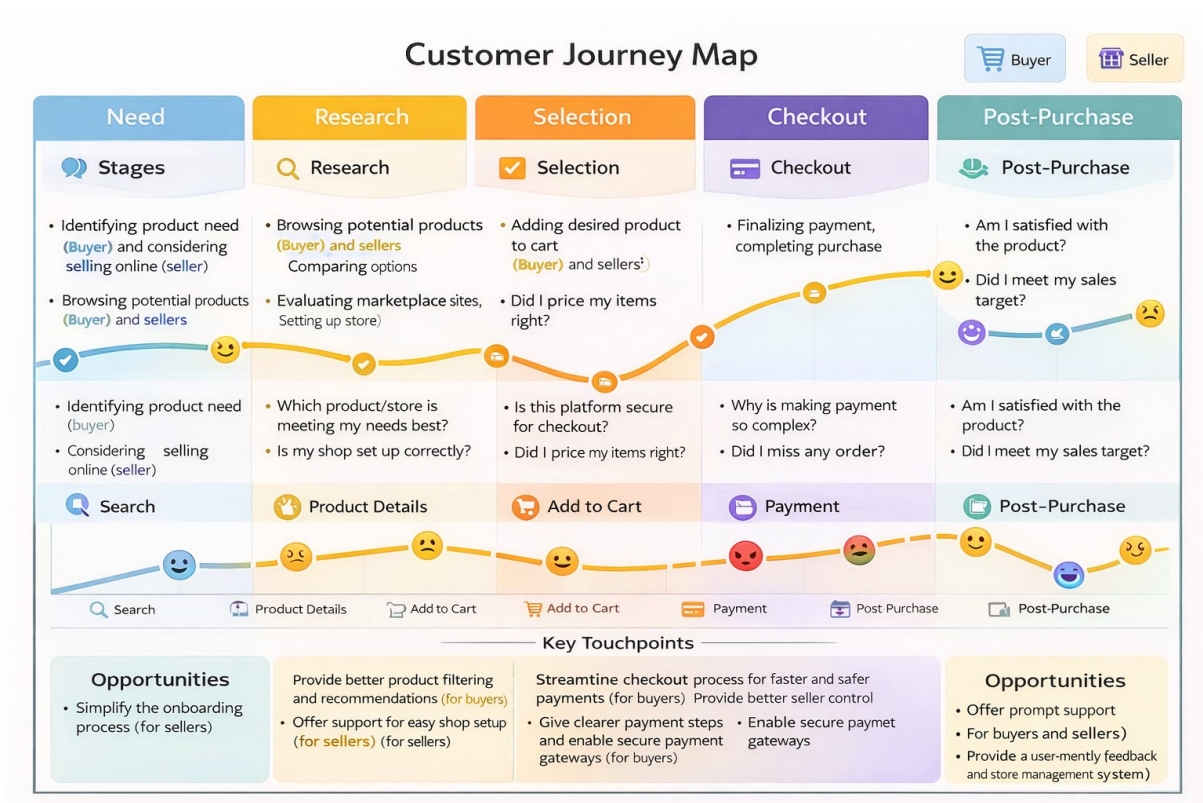 Customer Journey Map
Buyer
Seller
Need
Research
Selection
Checkout
Post-Purchase
Stages
Research
Selection
Checkout
Post-Purchase
• Identifying product need
(Buyer) and considering
selling online (seller)
• Browsing potential products
(Buyer) and sellers
• Browsing potential products
(Buyer) and sellers
Comparing options
• Evaluating marketplace sites,
Setting up store)
• Adding desired product
to cart
(Buyer) and sellers:)
• Did I price my items
right?
• Finalizing payment,
completing purchase
• Am I satisfied with
the product?
• Did I meet my sales
target?
• Identifying product need
(buyer)
• Considering selling
online (seller)
• Which product/store is
meeting my needs best?
• Is my shop set up correctly?
• Is this platform secure
for checkout?
• Did I price my items right?
• Why is making payment
so complex?
• Did I miss any order?
• Am I satisfied with the
product?
• Did I meet my sales target?
Search
Product Details
Add to Cart
Payment
Post-Purchase
Search
Product Details
Add to Cart
Add to Cart
Payment
Post Purchase
Post-Purchase
Key Touchpoints
Opportunities
• Simplify the onboarding
process (for sellers)
Provide better product filtering
and recommendations (for buyers)
• Offer support for easy shop setup
(for sellers) (for sellers)
Streamtine checkout process for faster and safer
payments (for buyers) Provide better seller control
• Give clearer payment steps
and enable secure payment
gateways (for buyers)
• Enable secure paymet
gateways
Opportunities
• Offer prompt support
• For buyers and sellers)
• Provide a user-mently feedback
and store management system)